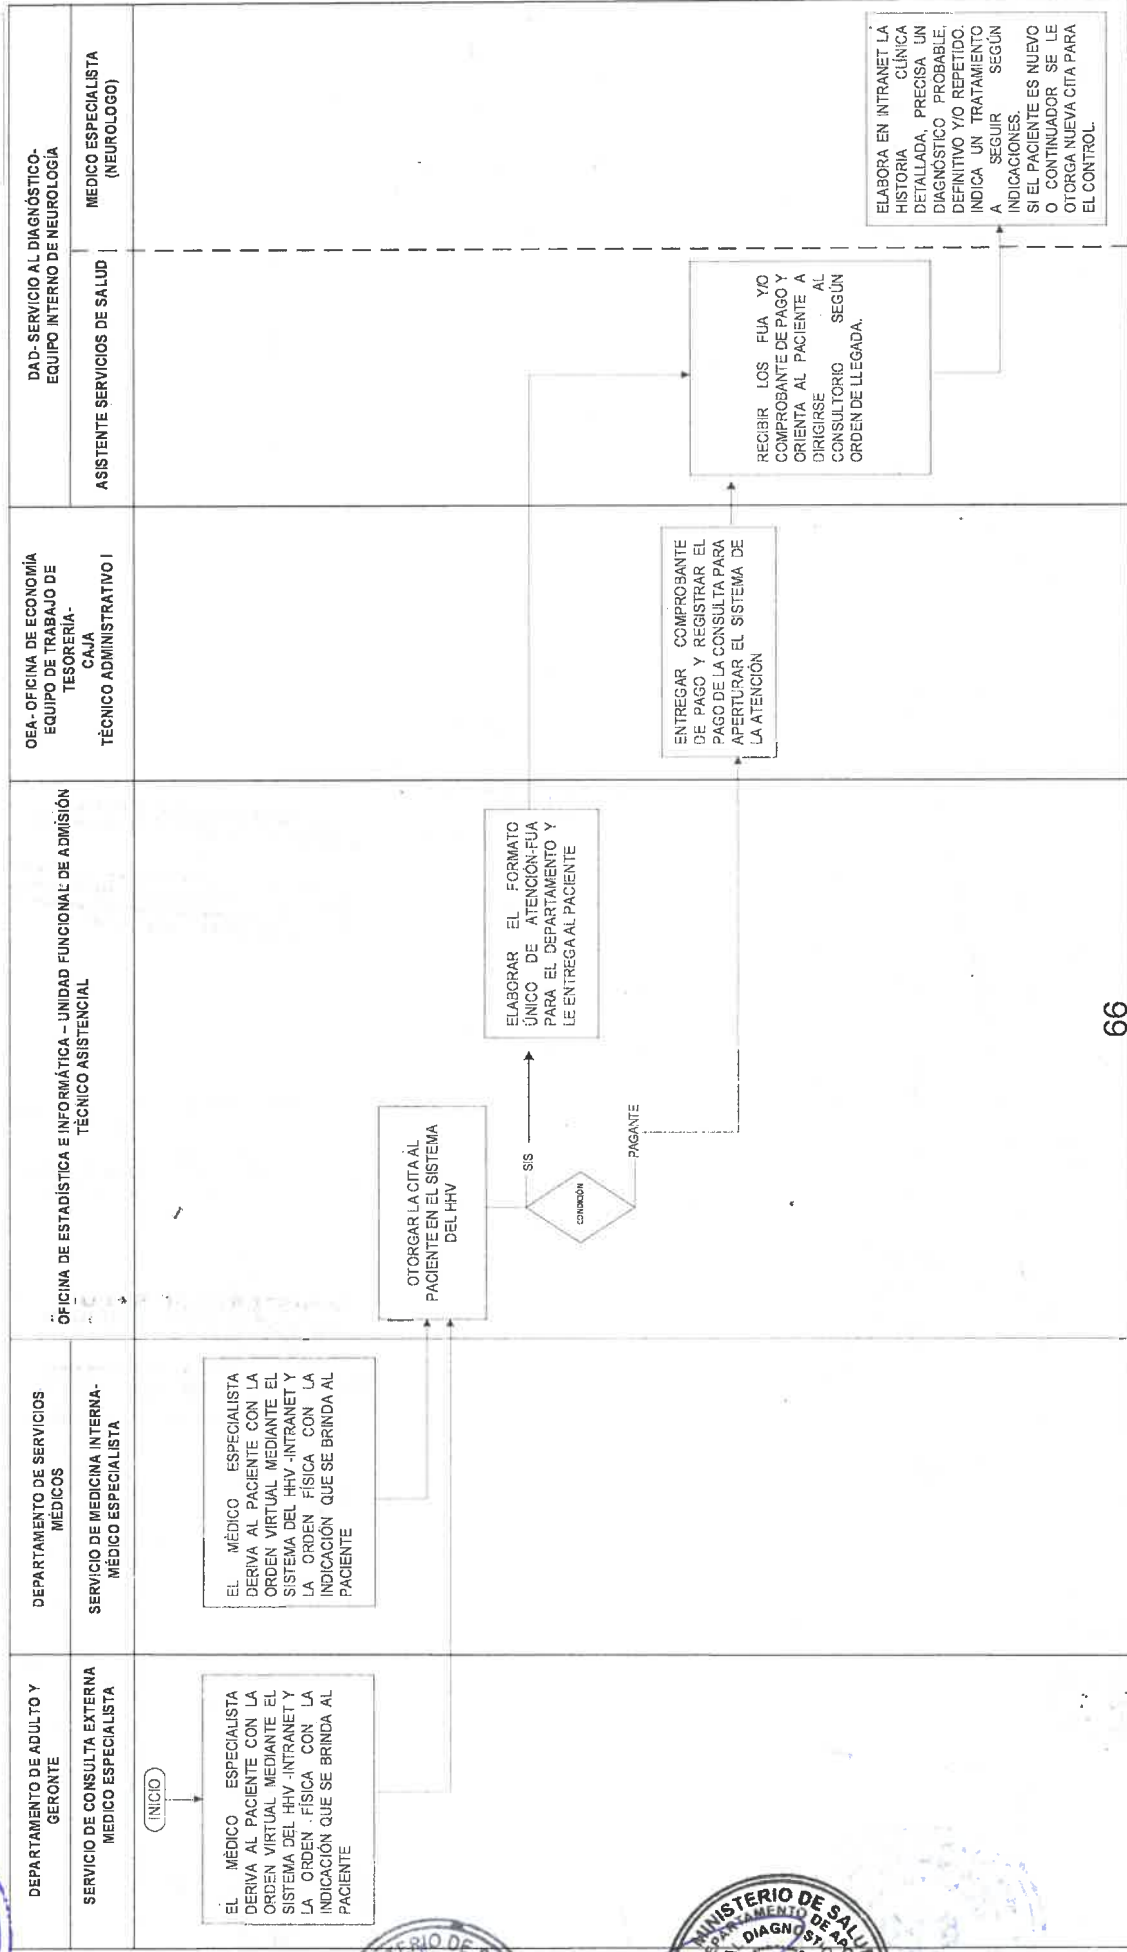 DEPARTAMENTO DE ADULTO Y
GERONTE
SERVICIO DE CONSULTA EXTERNA
MEDICO ESPECIALISTA
DEPARTAMENTO DE SERVICIOS
MÉDICOS
SERVICIO DE MEDICINA INTERNA-
MÉDICO ESPECIALISTA
OFICINA DE ESTADÍSTICA E INFORMÁTICA – UNIDAD FUNCIONAL DE ADMISIÓN
TÉCNICO ASISTENCIAL
OEA- OFICINA DE ECONOMÍA
EQUIPO DE TRABAJO DE
TESORERÍA-
CAJA
TÉCNICO ADMINISTRATIVO I
DAD- SERVICIO AL DIAGNÓSTICO-
EQUIPO INTERNO DE NEUROLOGÍA
ASISTENTE SERVICIOS DE SALUD
MEDICO ESPECIALISTA
(NEUROLOGO)
INICIO
EL MÉDICO ESPECIALISTA
DERIVA AL PACIENTE CON LA
ORDEN VIRTUAL MEDIANTE EL
SISTEMA DEL HHV -INTRANET Y
LA ORDEN FÍSICA CON LA
INDICACIÓN QUE SE BRINDA AL
PACIENTE
EL MÉDICO ESPECIALISTA
DERIVA AL PACIENTE CON LA
ORDEN VIRTUAL MEDIANTE EL
SISTEMA DEL HHV -INTRANET Y
LA ORDEN FÍSICA CON LA
INDICACIÓN QUE SE BRINDA AL
PACIENTE
OTORGAR LA CITA AL
PACIENTE EN EL SISTEMA
DEL HHV
CONDICIÓN
SIS
PAGANTE
ELABORAR EL FORMATO
ÚNICO DE ATENCIÓN-FUA
PARA EL DEPARTAMENTO Y
LE ENTREGA AL PACIENTE
ENTREGAR COMPROBANTE
DE PAGO Y REGISTRAR EL
PAGO DE LA CONSULTA PARA
APERTURAR EL SISTEMA DE
LA ATENCIÓN
RECIBIR LOS FUA Y/O
COMPROBANTE DE PAGO Y
ORIENTA AL PACIENTE A
DIRIGIRSE AL
CONSULTORIO SEGÚN
ORDEN DE LLEGADA.
ELABORA EN INTRANET LA
HISTORIA CLÍNICA
DETALLADA, PRECISA UN
DIAGNÓSTICO PROBABLE,
DEFINITIVO Y/O REPETIDO.
INDICA UN TRATAMIENTO
A SEGUIR SEGÚN
INDICACIONES.
SI EL PACIENTE ES NUEVO
O CONTINUADOR SE LE
OTORGA NUEVA CITA PARA
EL CONTROL.
66
MINISTERIO DE SALU
DIAGNOSTIC